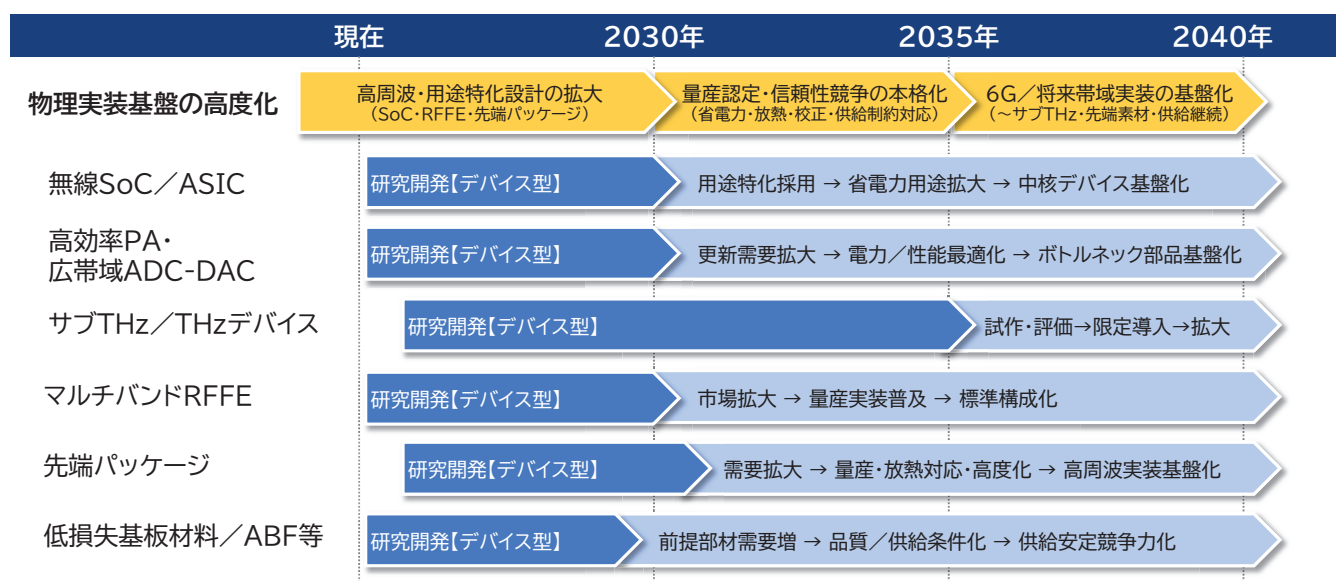 現在 2030年 2035年 2040年
物理実装基盤の高度化
高周波・用途特化設計の拡大
(SoC・RFFE・先端パッケージ)
量産認定・信頼性競争の本格化
(省電力・放熱・校正・供給制約対応)
6G／将来帯域実装の基盤化
(～サブTHz・先端素材・供給継続)
無線SoC／ASIC
研究開発【デバイス型】
用途特化採用 → 省電力用途拡大 → 中核デバイス基盤化
高効率PA・
広帯域ADC-DAC
研究開発【デバイス型】
更新需要拡大 → 電力／性能最適化 → ボトルネック部品基盤化
サブTHz／THzデバイス
研究開発【デバイス型】
試作・評価→限定導入→拡大
マルチバンドRFFE
研究開発【デバイス型】
市場拡大 → 量産実装普及 → 標準構成化
先端パッケージ
研究開発【デバイス型】
需要拡大 → 量産・放熱対応・高度化 → 高周波実装基盤化
低損失基板材料／ABF等
研究開発【デバイス型】
前提部材需要増 → 品質／供給条件化 → 供給安定競争力化